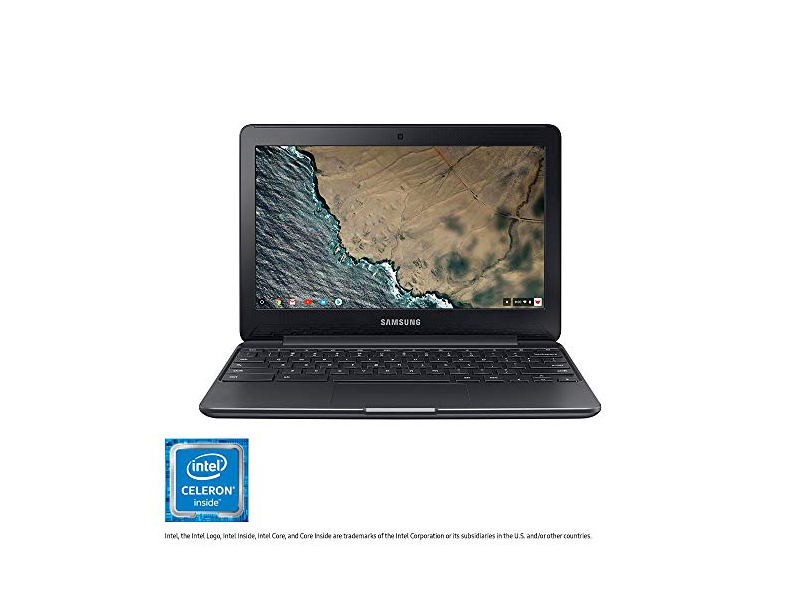 SAMSUNG
intel
CELERON®
inside™
Intel, the Intel Logo, Intel Inside, Intel Core, and Core Inside are trademarks of the Intel Corporation or its subsidiaries in the U.S. and/or other countries.